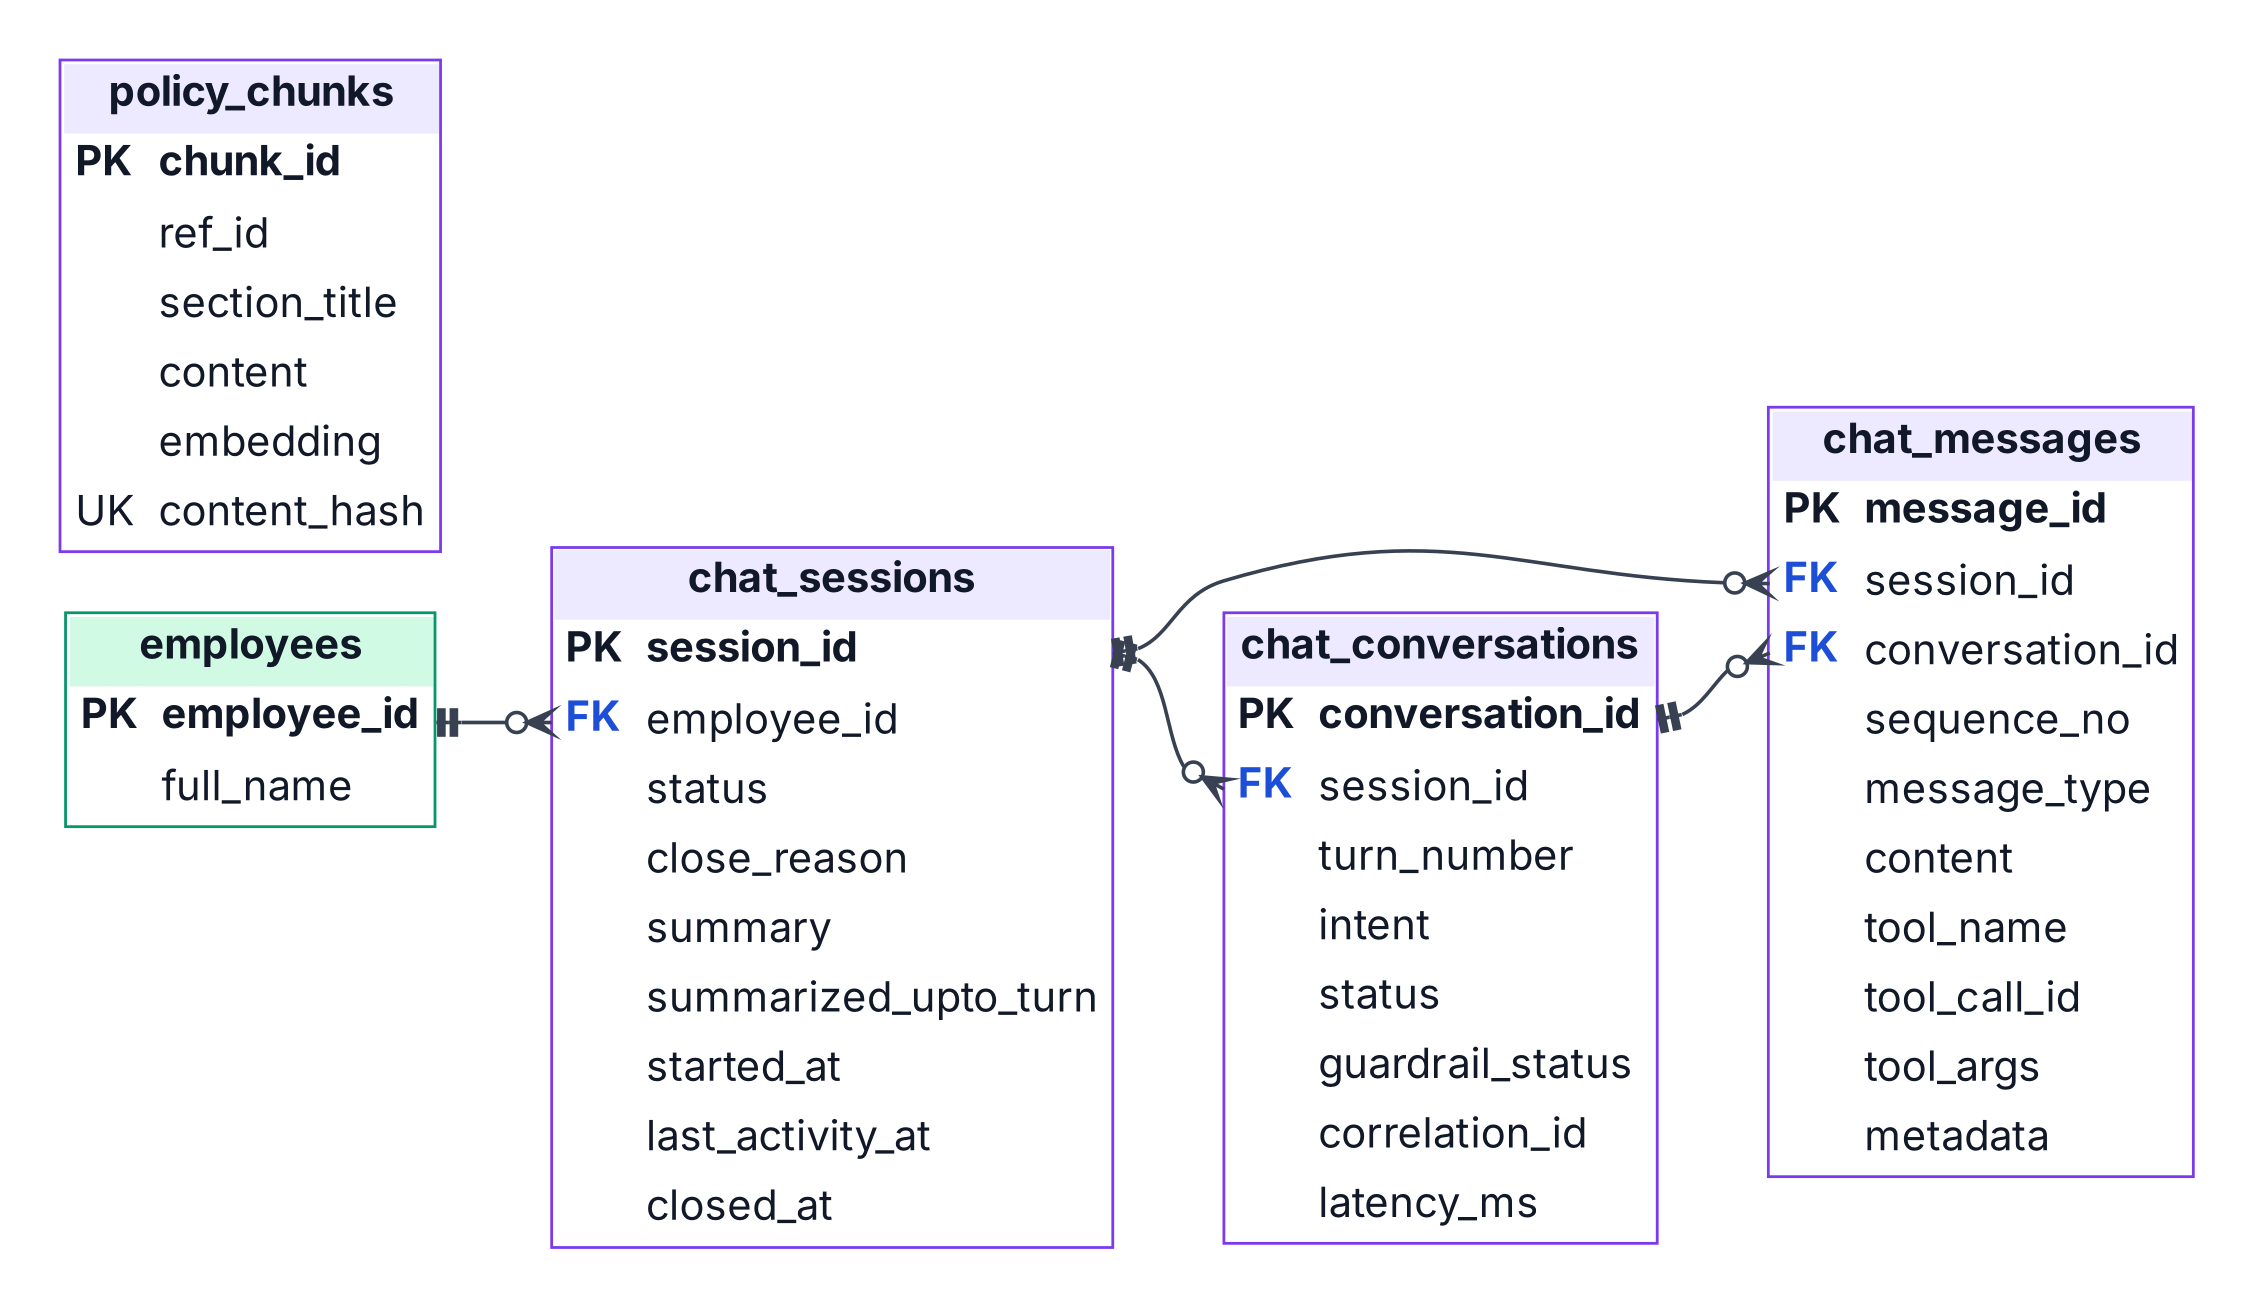 policy_chunks
PK chunk_id
ref_id
section_title
content
embedding
UK content_hash
employees
PK employee_id
full_name
chat_sessions
PK session_id
FK employee_id
status
close_reason
summary
summarized_upto_turn
started_at
last_activity_at
closed_at
chat_conversations
PK conversation_id
FK session_id
turn_number
intent
status
guardrail_status
correlation_id
latency_ms
chat_messages
PK message_id
FK session_id
FK conversation_id
sequence_no
message_type
content
tool_name
tool_call_id
tool_args
metadata